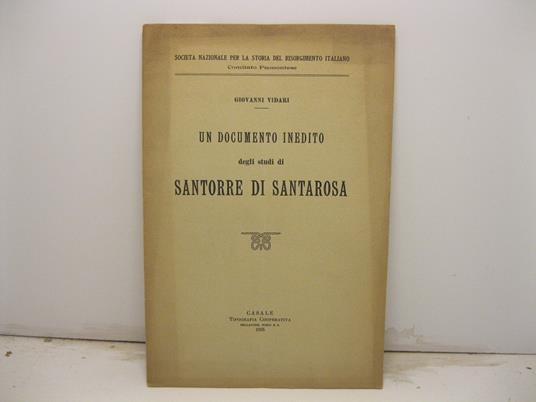 SOCIETA NAZIONALE PER LA STORIA DEL RISORGIMENTO ITALIANO
Comitato Piemontese
GIOVANNI VIDARI
UN DOCUMENTO INEDITO
degli studi di
SANTORRE DI SANTAROSA
CASALE
TIPOGRAFIA COOPERATIVA